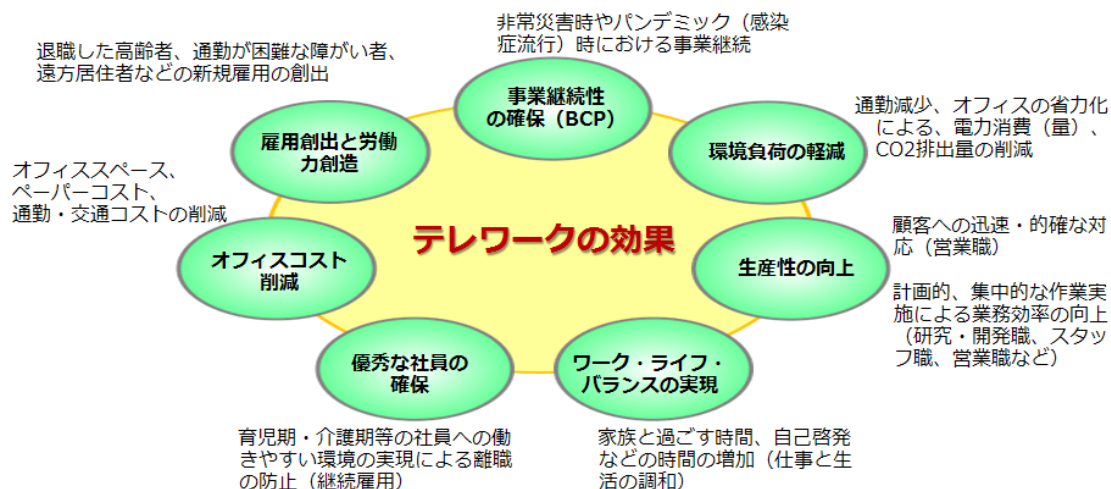 非常災害時やパンデミック（感染
症流行）時における事業継続
事業継続性
の確保（BCP）
通勤減少、オフィスの省力化
による、電力消費（量）、
CO2排出量の削減
環境負荷の軽減
顧客への迅速・的確な対
応（営業職）
計画的、集中的な作業実
施による業務効率の向上
（研究・開発職、スタッ
フ職、営業職など）
生産性の向上
ワーク・ライフ・
バランスの実現
家族と過ごす時間、自己啓発
などの時間の増加（仕事と生
活の調和）
優秀な社員の
確保
育児期・介護期等の社員への働
きやすい環境の実現による離職
の防止（継続雇用）
オフィススペース、
ペーパーコスト、
通勤・交通コストの削減
オフィスコスト
削減
退職した高齢者、通勤が困難な障がい者、
遠方居住者などの新規雇用の創出
雇用創出と労働
力創造
テレワークの効果